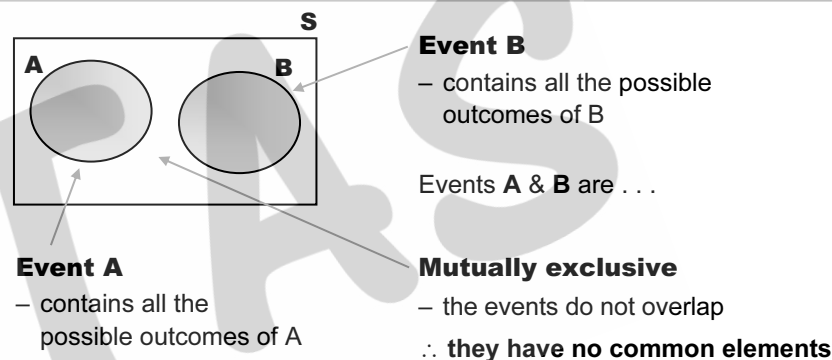 S
A
B
Event B
– contains all the possible
outcomes of B
Events A & B are . . .
Event A
– contains all the
possible outcomes of A
Mutually exclusive
– the events do not overlap
∴ they have no common elements